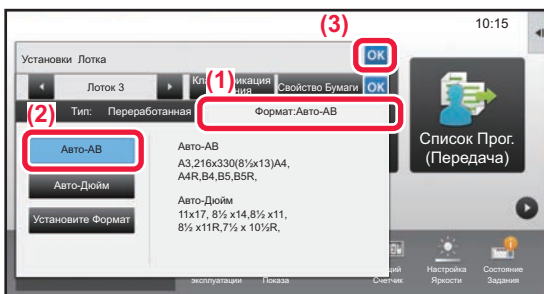 (3)
10:15
Установки Лотка
OK
Лоток 3
(1)
Свойство Бумаги
OK
(2)
Тип: Переработанная
Формат:Авто-AB
Авто-AB
Авто-AB
A3,216x330(8½x13)A4,
A4R,B4,B5,B5R,
Авто-Дюйм
Авто-Дюйм
11x17, 8½ x14,8½ x11,
8½ x11R,7½ x 10½R,
Установите Формат
Список Прог.
(Передача)
эксплуатации
Показа
Счетчик
Настройка
Яркости
Состояние
Задания